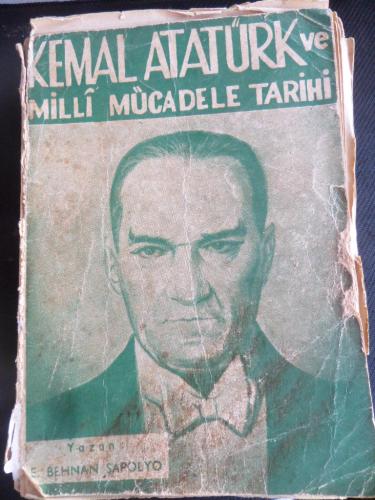 KEMAL ATATÜRK ve
MİLLÎ MÜCADELE TARİHİ
Yazan:
E. BEHNAN ŞAPOLYO